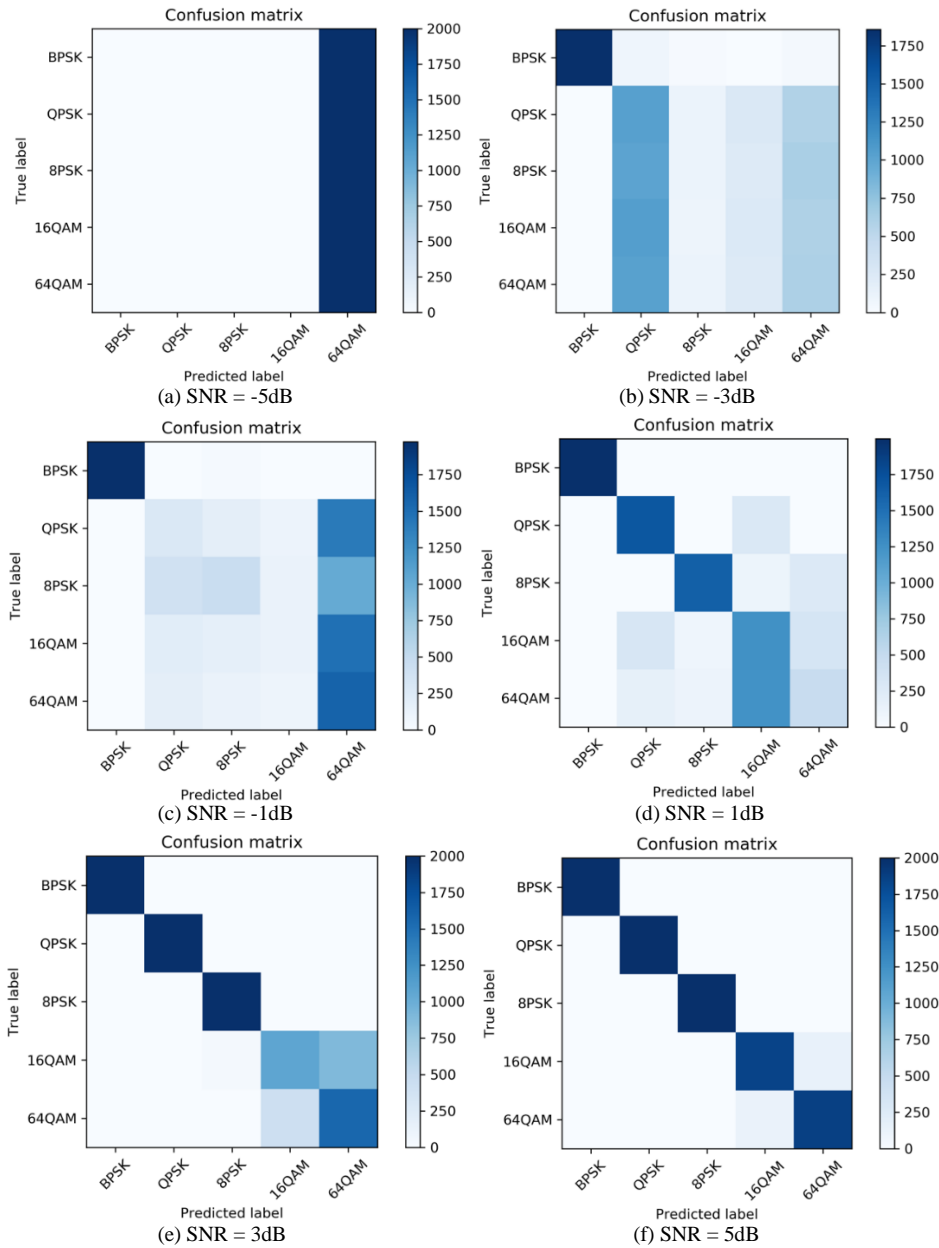 Confusion matrix
BPSK
QPSK
8PSK
16QAM
64QAM
True label
BPSK
QPSK
8PSK
16QAM
64QAM
Predicted label
2000
1750
1500
1250
1000
750
500
250
0
(a) SNR = -5dB
Confusion matrix
BPSK
QPSK
8PSK
16QAM
64QAM
True label
BPSK
QPSK
8PSK
16QAM
64QAM
Predicted label
1750
1500
1250
1000
750
500
250
0
(b) SNR = -3dB
Confusion matrix
BPSK
QPSK
8PSK
16QAM
64QAM
True label
BPSK
QPSK
8PSK
16QAM
64QAM
Predicted label
1750
1500
1250
1000
750
500
250
0
(c) SNR = -1dB
Confusion matrix
BPSK
QPSK
8PSK
16QAM
64QAM
True label
BPSK
QPSK
8PSK
16QAM
64QAM
Predicted label
1750
1500
1250
1000
750
500
250
0
(d) SNR = 1dB
Confusion matrix
BPSK
QPSK
8PSK
16QAM
64QAM
True label
BPSK
QPSK
8PSK
16QAM
64QAM
Predicted label
2000
1750
1500
1250
1000
750
500
250
0
(e) SNR = 3dB
Confusion matrix
BPSK
QPSK
8PSK
16QAM
64QAM
True label
BPSK
QPSK
8PSK
16QAM
64QAM
Predicted label
2000
1750
1500
1250
1000
750
500
250
0
(f) SNR = 5dB